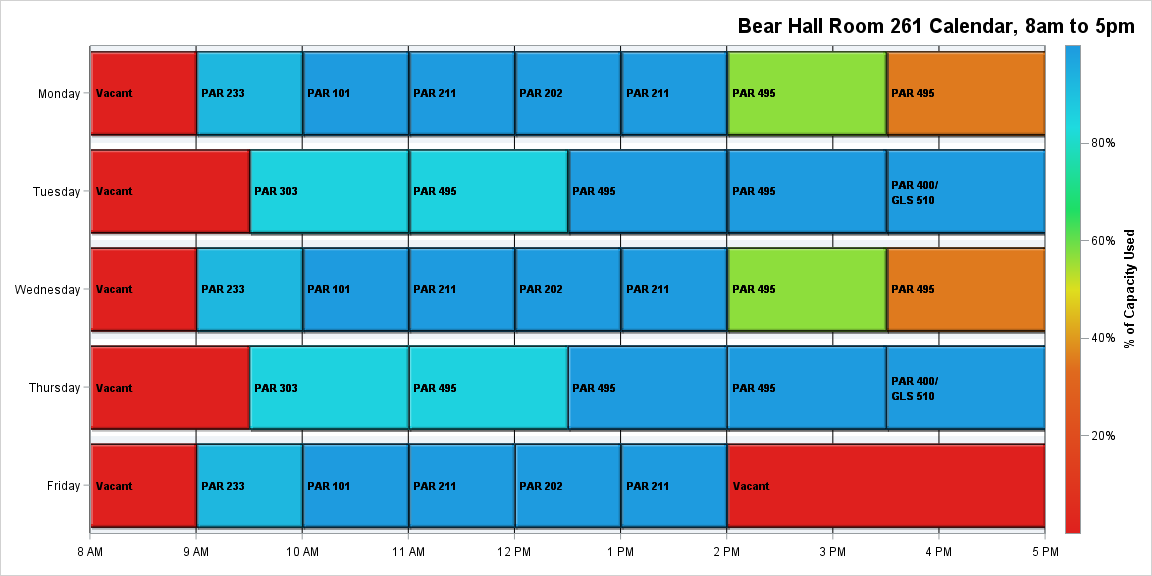 Bear Hall Room 261 Calendar, 8am to 5pm
Monday
Vacant
PAR 233
PAR 101
PAR 211
PAR 202
PAR 211
PAR 495
PAR 495
Tuesday
Vacant
PAR 303
PAR 495
PAR 495
PAR 495
PAR 400/
GLS 510
Wednesday
Vacant
PAR 233
PAR 101
PAR 211
PAR 202
PAR 211
PAR 495
PAR 495
Thursday
Vacant
PAR 303
PAR 495
PAR 495
PAR 495
PAR 400/
GLS 510
Friday
Vacant
PAR 233
PAR 101
PAR 211
PAR 202
PAR 211
Vacant
8 AM
9 AM
10 AM
11 AM
12 PM
1 PM
2 PM
3 PM
4 PM
5 PM
80%
60%
40%
20%
% of Capacity Used